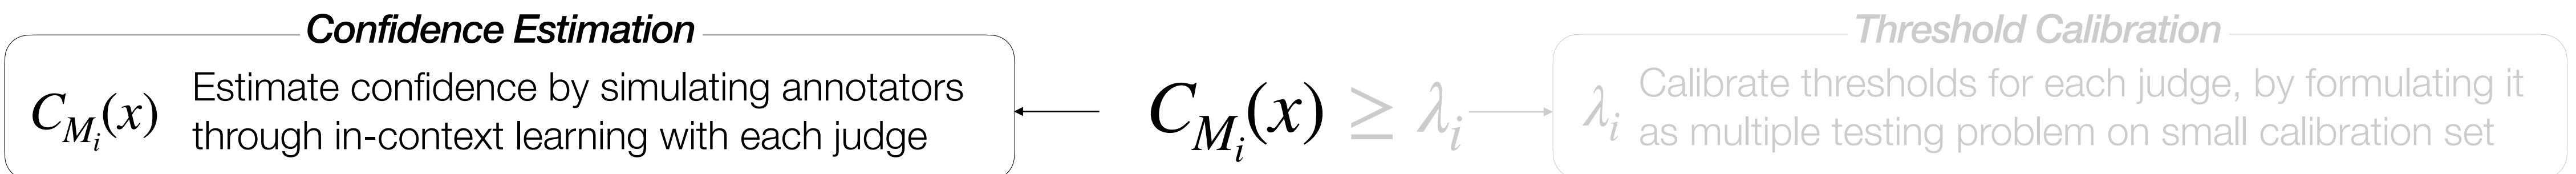 Confidence Estimation
C_{M_i}(x) Estimate confidence by simulating annotators
through in-context learning with each judge
C_{M_i}(x) ≥ λ_i
Threshold Calibration
λ_i Calibrate thresholds for each judge, by formulating it
as multiple testing problem on small calibration set